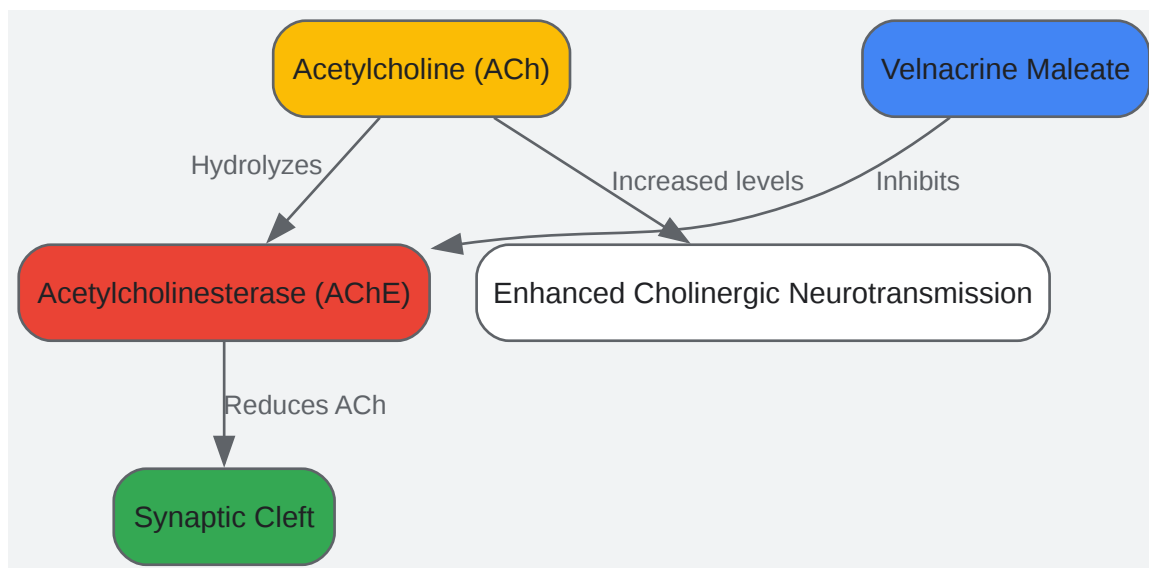 Acetylcholine (ACh)
Velnacrine Maleate
Hydrolyzes
Increased levels
Inhibits
Acetylcholinesterase (AChE)
Enhanced Cholinergic Neurotransmission
Reduces ACh
Synaptic Cleft